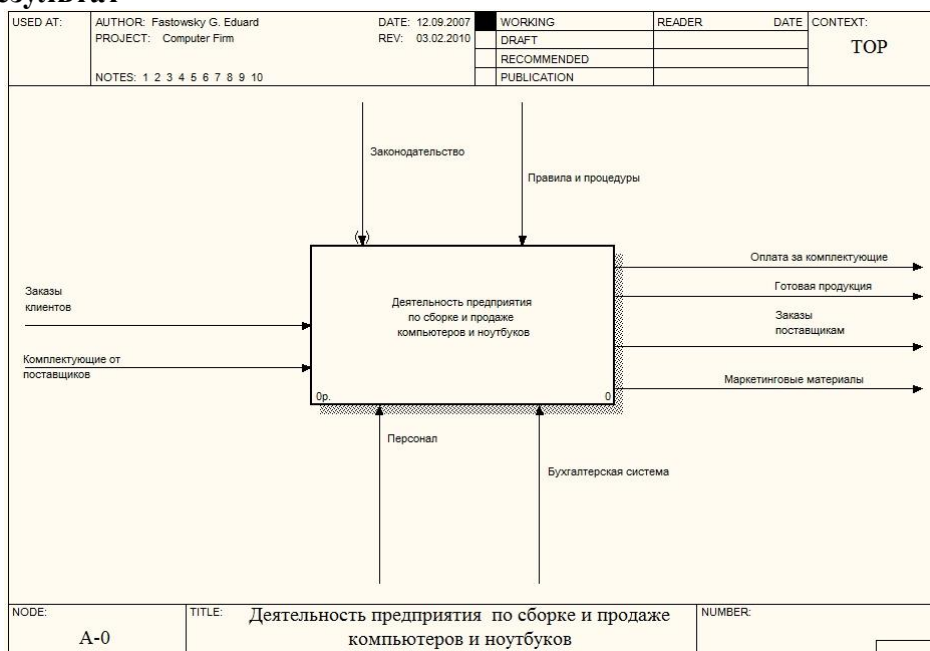 USED AT:
AUTHOR: Fastowsky G. Eduard
PROJECT: Computer Firm
NOTES: 1 2 3 4 5 6 7 8 9 10
DATE: 12.09.2007
REV: 03.02.2010
WORKING
DRAFT
RECOMMENDED
PUBLICATION
READER DATE
CONTEXT:
TOP
Законодательство
Правила и процедуры
Заказы
клиентов
Комплектующие от
поставщиков
Деятельность предприятия
по сборке и продаже
компьютеров и ноутбуков
0р. 0
Оплата за комплектующие
Готовая продукция
Заказы
поставщикам
Маркетинговые материалы
Персонал
Бухгалтерская система
NODE:
A-0
TITLE:
Деятельность предприятия по сборке и продаже
компьютеров и ноутбуков
NUMBER: